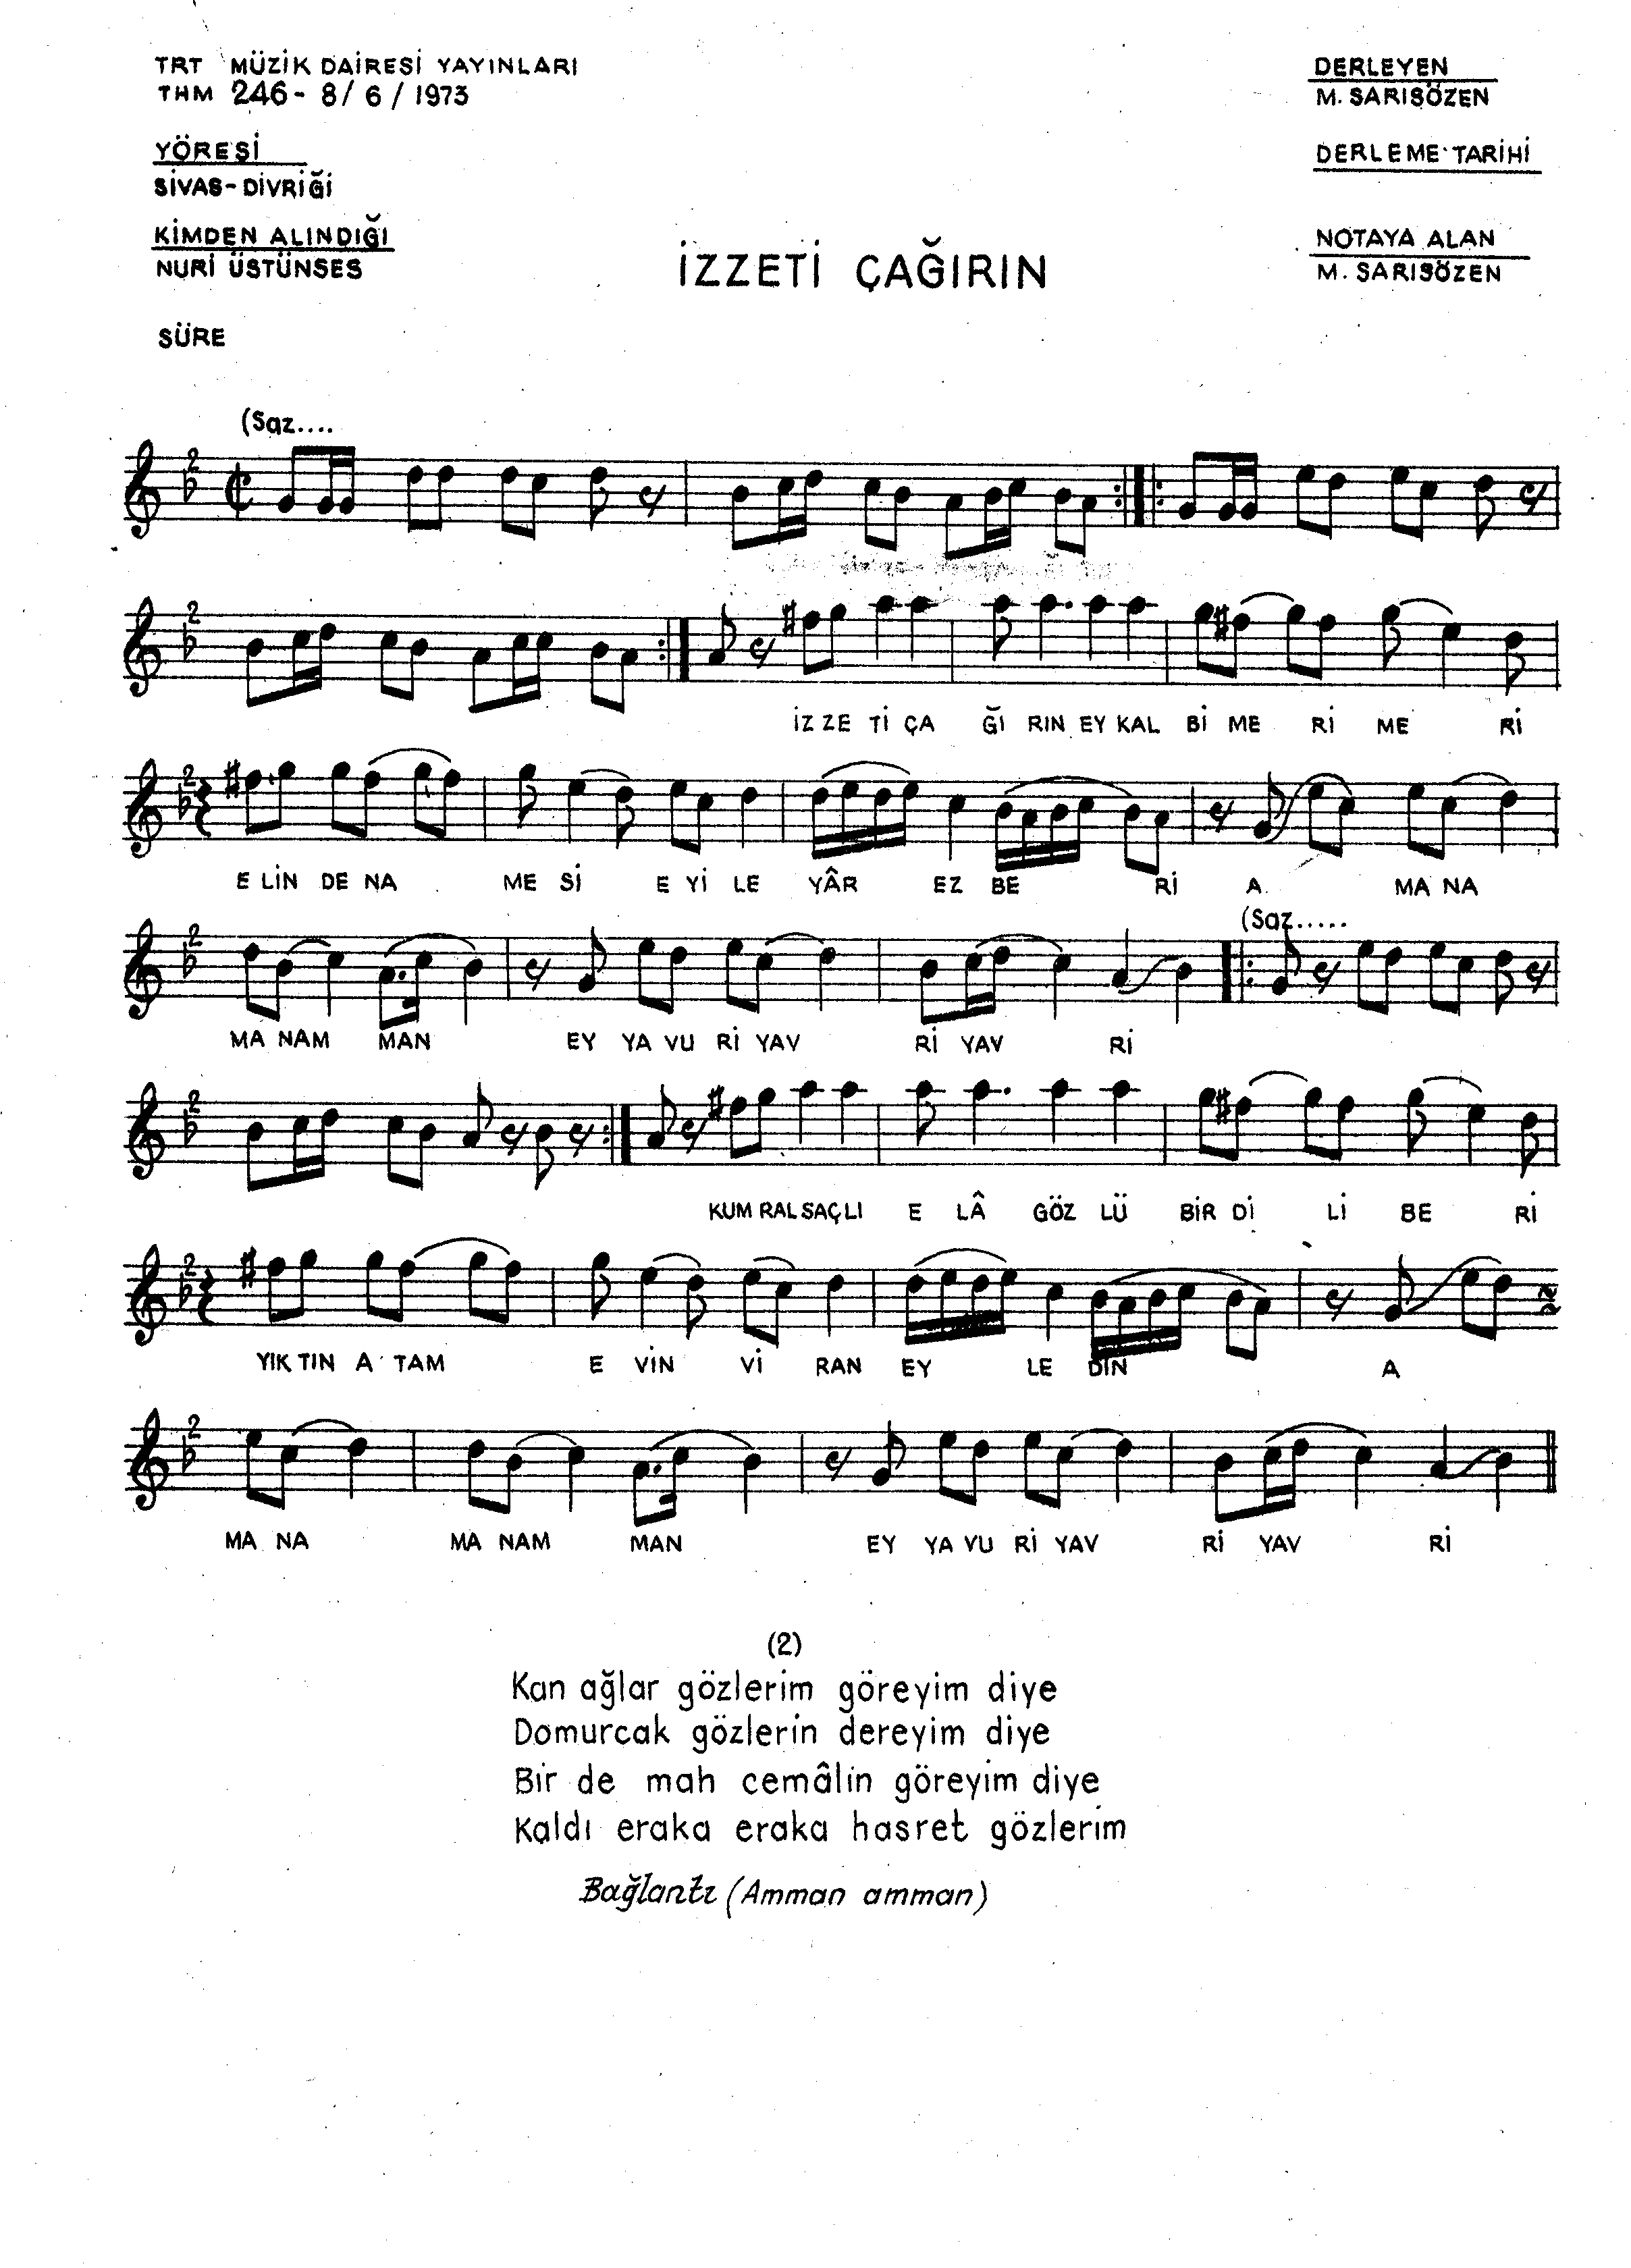 TRT MÜZİK DAİRESİ YAYINLARI
THM 246 - 8 / 6 / 1973
DERLEYEN
M. SARISÖZEN
YÖRESİ
SİVAS - DİVRİĞİ
DERLEME TARİHİ
KİMDEN ALINDIĞI
NURİ ÜSTÜNSES
İZZETİ ÇAĞIRIN
NOTAYA ALAN
M. SARISÖZEN
SÜRE
(Saz....
İZ ZE Tİ ÇA ĞI RIN EY KAL Bİ ME Rİ ME Rİ
E LİN DE NA ME Sİ E Yİ LE YÂR EZ BE Rİ A MA NA
(Saz.....
MA NAM MAN EY YA VU Rİ YAV Rİ YAV Rİ
KUM RAL SAÇ LI E LÂ GÖZ LÜ BİR Dİ Lİ BE Rİ
YIK TIN A TAM E VİN Vİ RAN EY LE DİN A
MA NA MA NAM MAN EY YA VU Rİ YAV Rİ YAV Rİ
(2)
Kan ağlar gözlerim göreyim diye
Domurcak gözlerin dereyim diye
Bir de mah cemâlin göreyim diye
Kaldı eraka eraka hasret gözlerim
Bağlantı (Amman amman)